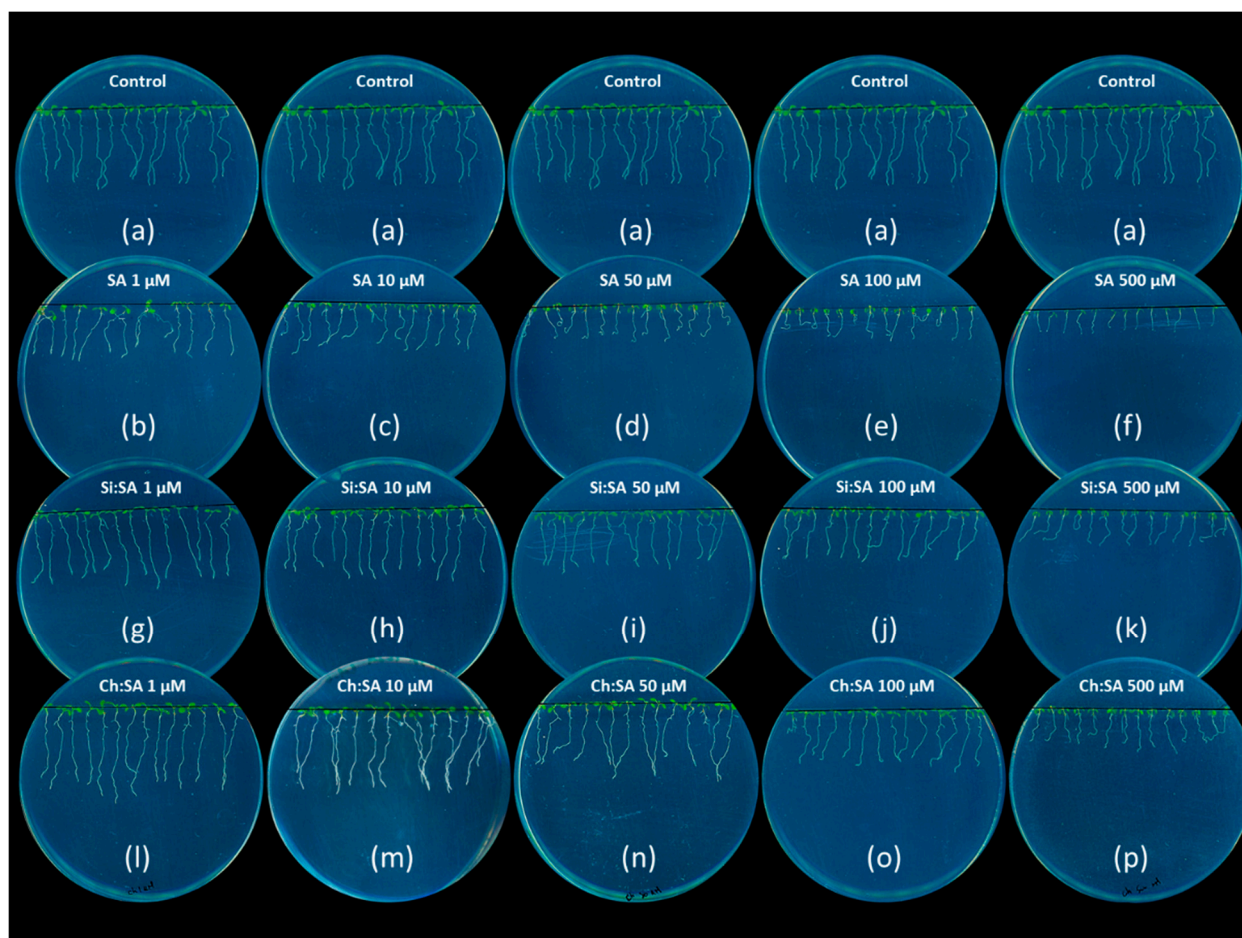 Control Control Control Control Control
(a) (a) (a) (a) (a)
SA 1 μM SA 10 μM SA 50 μM SA 100 μM SA 500 μM
(b) (c) (d) (e) (f)
Si:SA 1 μM Si:SA 10 μM Si:SA 50 μM Si:SA 100 μM Si:SA 500 μM
(g) (h) (i) (j) (k)
Ch:SA 1 μM Ch:SA 10 μM Ch:SA 50 μM Ch:SA 100 μM Ch:SA 500 μM
(l) (m) (n) (o) (p)